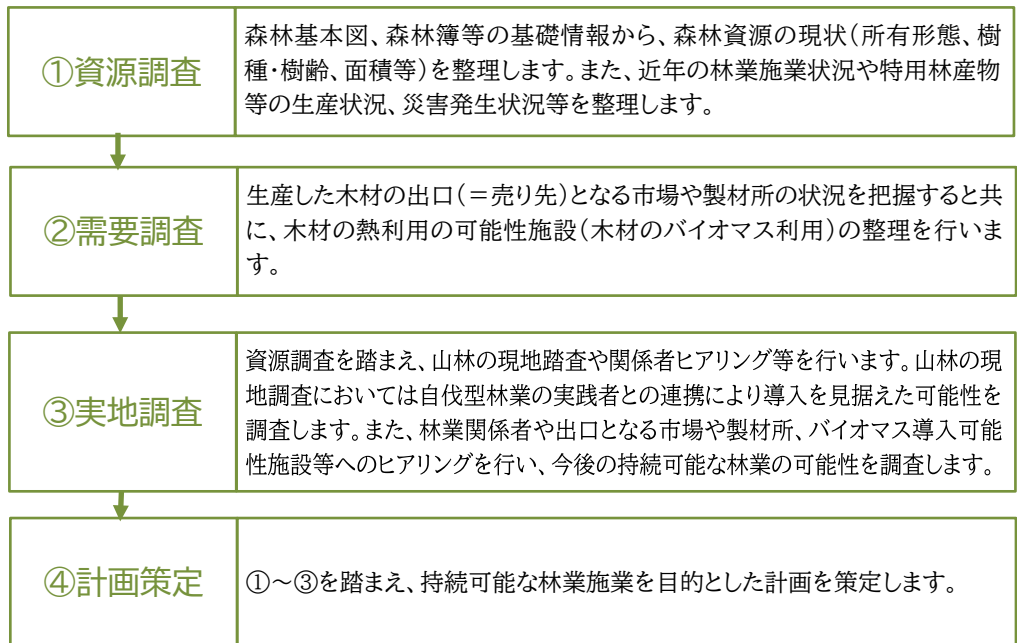 ①資源調査
森林基本図、森林簿等の基礎情報から、森林資源の現状(所有形態、樹
種・樹齢、面積等)を整理します。また、近年の林業施業状況や特用林産物
等の生産状況、災害発生状況等を整理します。
②需要調査
生産した木材の出口(=売り先)となる市場や製材所の状況を把握すると共
に、木材の熱利用の可能性施設(木材のバイオマス利用)の整理を行いま
す。
③実地調査
資源調査を踏まえ、山林の現地踏査や関係者ヒアリング等を行います。山林の現
地調査においては自伐型林業の実践者との連携により導入を見据えた可能性を
調査します。また、林業関係者や出口となる市場や製材所、バイオマス導入可能
性施設等へのヒアリングを行い、今後の持続可能な林業の可能性を調査します。
④計画策定
①~③を踏まえ、持続可能な林業施業を目的とした計画を策定します。